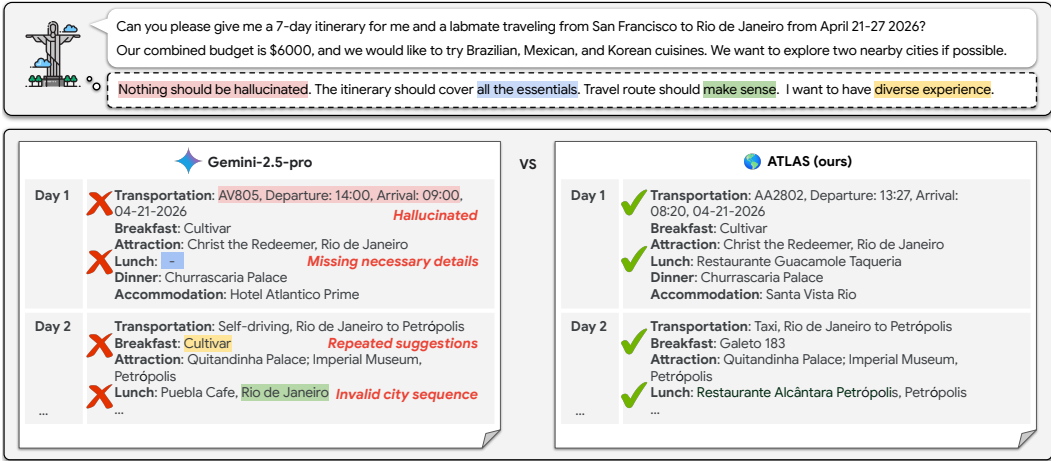 Can you please give me a 7-day itinerary for me and a labmate traveling from San Francisco to Rio de Janeiro from April 21-27 2026?
Our combined budget is $6000, and we would like to try Brazilian, Mexican, and Korean cuisines. We want to explore two nearby cities if possible.
Nothing should be hallucinated. The itinerary should cover all the essentials. Travel route should make sense. I want to have diverse experience.
Gemini-2.5-pro
Day 1
Transportation: AV805, Departure: 14:00, Arrival: 09:00,
04-21-2026
Hallucinated
Breakfast: Cultivar
Attraction: Christ the Redeemer, Rio de Janeiro
Lunch: - Missing necessary details
Dinner: Churrascaria Palace
Accommodation: Hotel Atlantico Prime
Day 2
Transportation: Self-driving, Rio de Janeiro to Petrópolis
Breakfast: Cultivar Repeated suggestions
Attraction: Quitandinha Palace; Imperial Museum,
Petrópolis
Lunch: Puebla Cafe, Rio de Janeiro Invalid city sequence
...
...
VS
ATLAS (ours)
Day 1
Transportation: AA2802, Departure: 13:27, Arrival:
08:20, 04-21-2026
Breakfast: Cultivar
Attraction: Christ the Redeemer, Rio de Janeiro
Lunch: Restaurante Guacamole Taqueria
Dinner: Churrascaria Palace
Accommodation: Santa Vista Rio
Day 2
Transportation: Taxi, Rio de Janeiro to Petrópolis
Breakfast: Galeto 183
Attraction: Quitandinha Palace; Imperial Museum,
Petrópolis
Lunch: Restaurante Alcântara Petrópolis, Petrópolis
...
...